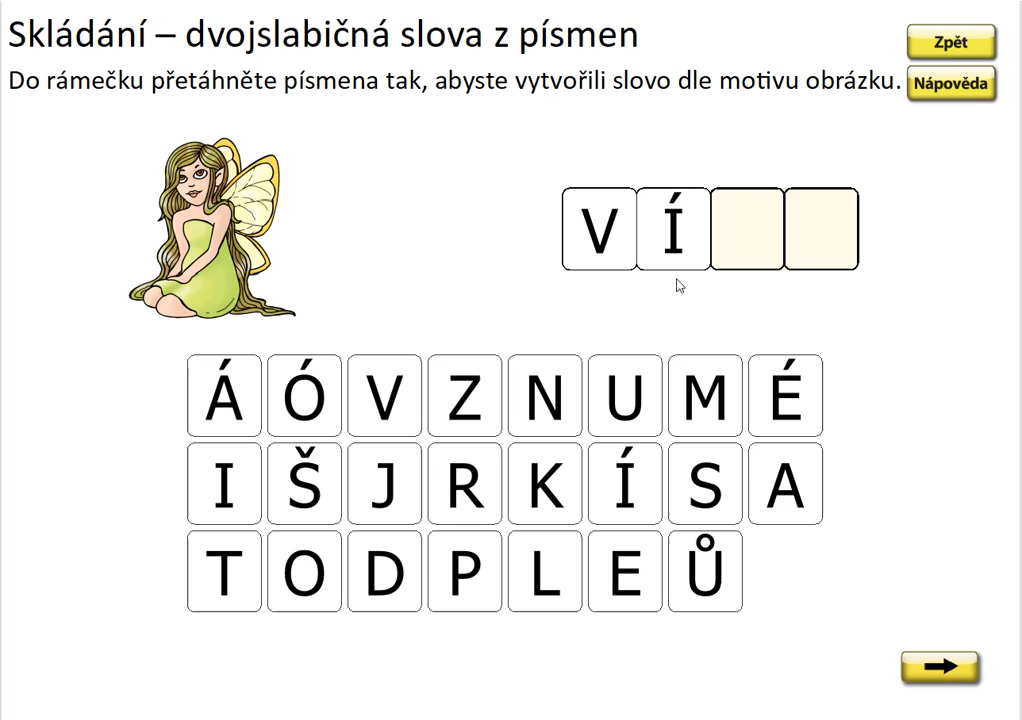 Skládání – dvojslabičná slova z písmen
Zpět
Do rámečku přetáhněte písmena tak, abyste vytvořili slovo dle motivu obrázku.
Nápověda
V Í
Á Ó V Z N U M É
I Š J R K Í S A
T O D P L E Ů